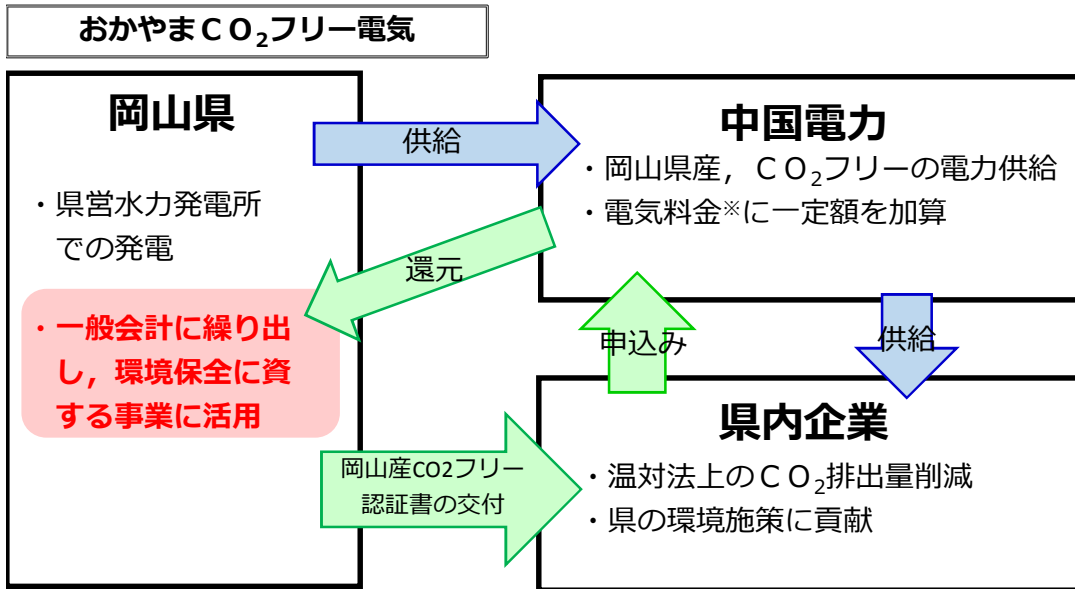 おかやまＣＯ₂フリー電気
岡山県
・県営水力発電所
での発電
・一般会計に繰り出
し，環境保全に資
する事業に活用
供給
還元
中国電力
・岡山県産，ＣＯ₂フリーの電力供給
・電気料金※に一定額を加算
申込み
供給
岡山産CO2フリー
認証書の交付
県内企業
・温対法上のＣＯ₂排出量削減
・県の環境施策に貢献